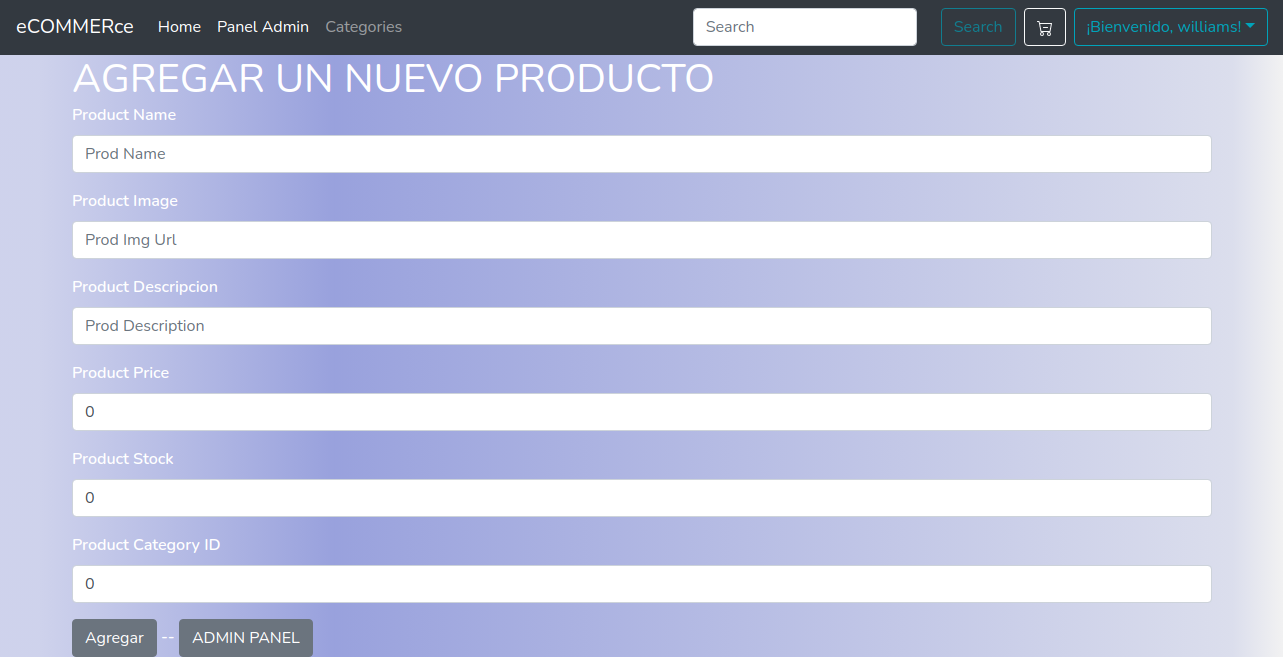 eCOMMERce Home Panel Admin Categories Search Search ¡Bienvenido, williams!
AGREGAR UN NUEVO PRODUCTO
Product Name
Prod Name
Product Image
Prod Img Url
Product Descripcion
Prod Description
Product Price
0
Product Stock
0
Product Category ID
0
Agregar -- ADMIN PANEL